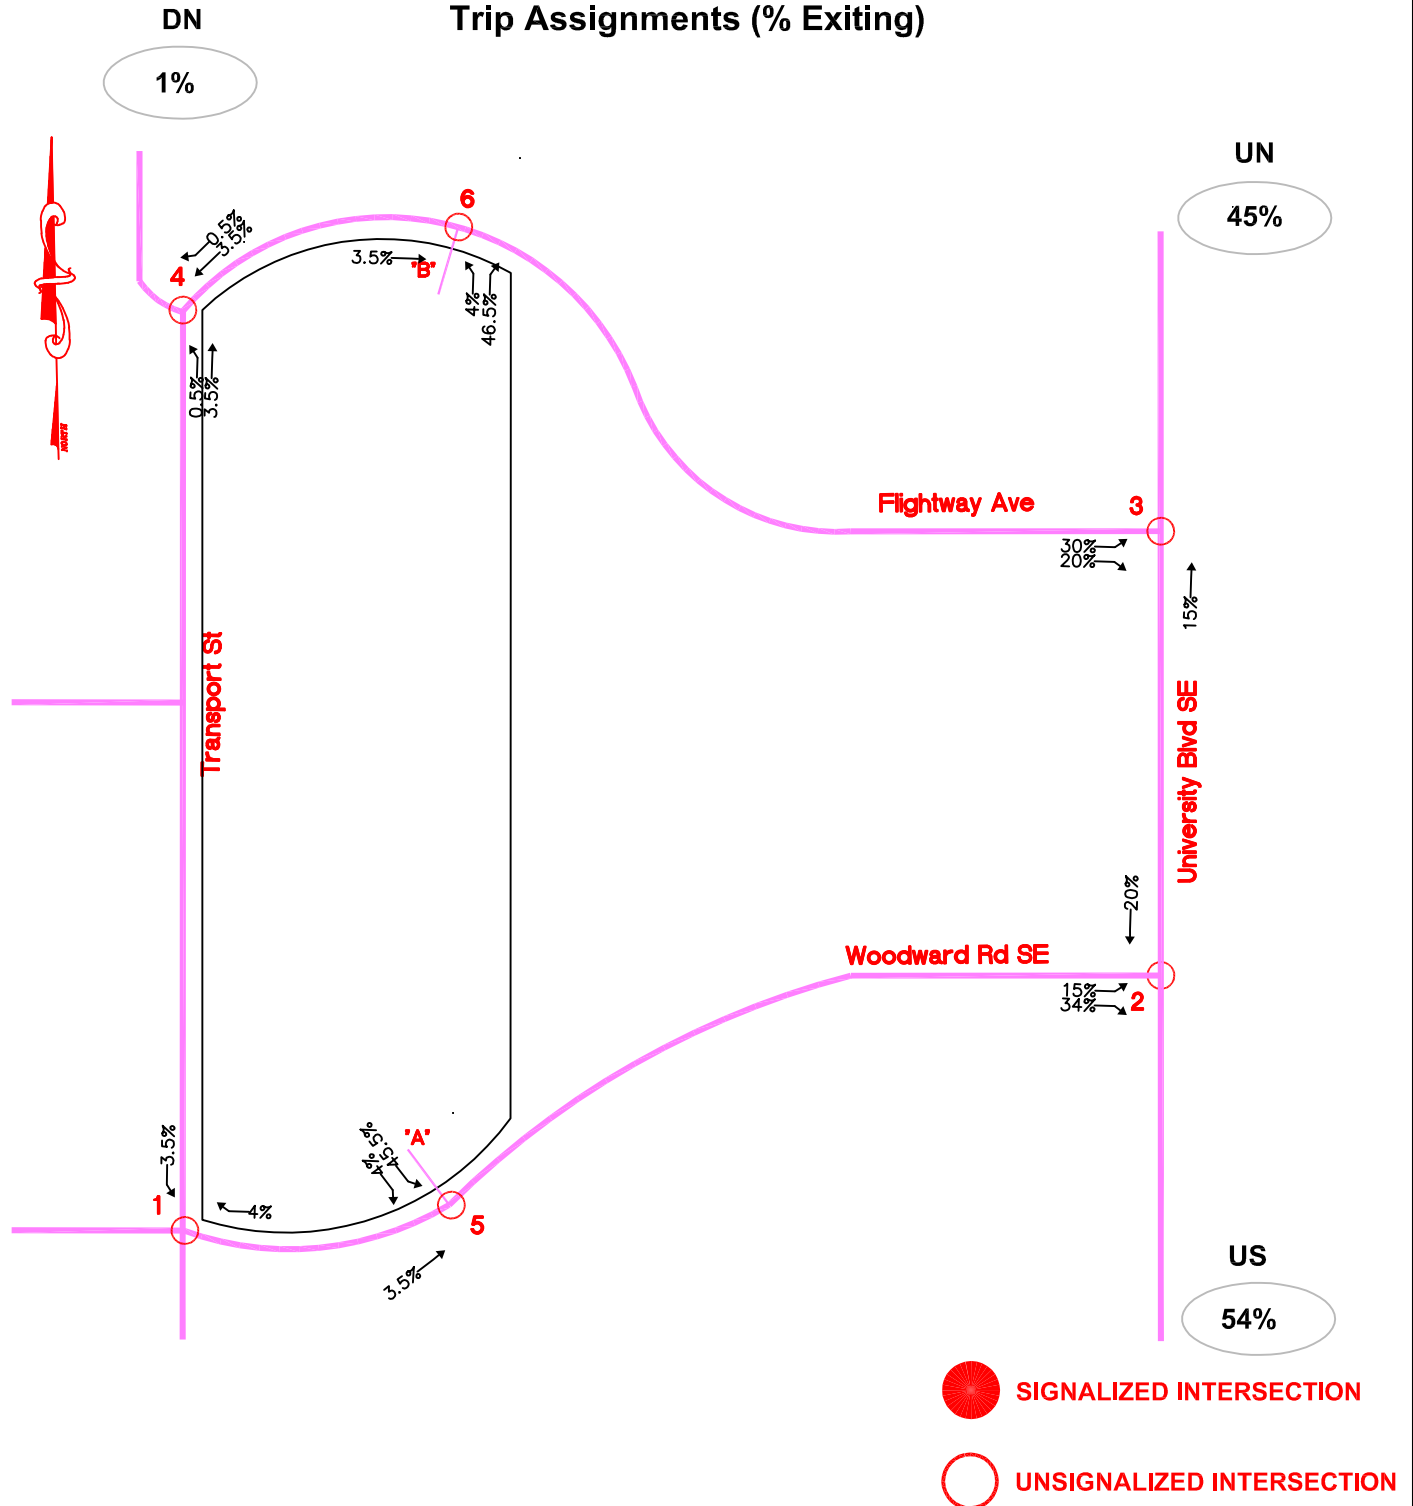 Trip Assignments (% Exiting)
DN
1%
UN
45%
6
0.5%
3.5%
4
3.5%
"B"
4%
46.5%
NORTH
0.5%
3.5%
Flightway Ave
3
30%
20%
15%
Transport St
University Blvd SE
20%
Woodward Rd SE
15%
34%
2
"A"
45.5%
4%
3.5%
1
4%
5
3.5%
US
54%
SIGNALIZED INTERSECTION
UNSIGNALIZED INTERSECTION